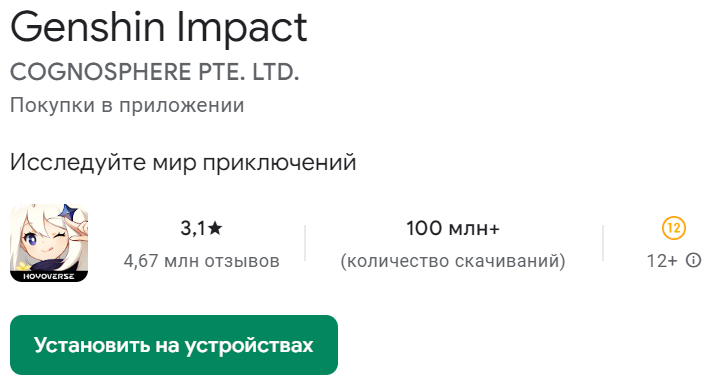 Genshin Impact
COGNOSPHERE PTE. LTD.
Покупки в приложении
Исследуйте мир приключений
HOYOVERSE
3,1★
4,67 млн отзывов
100 млн+
(количество скачиваний)
12
12+
Установить на устройствах